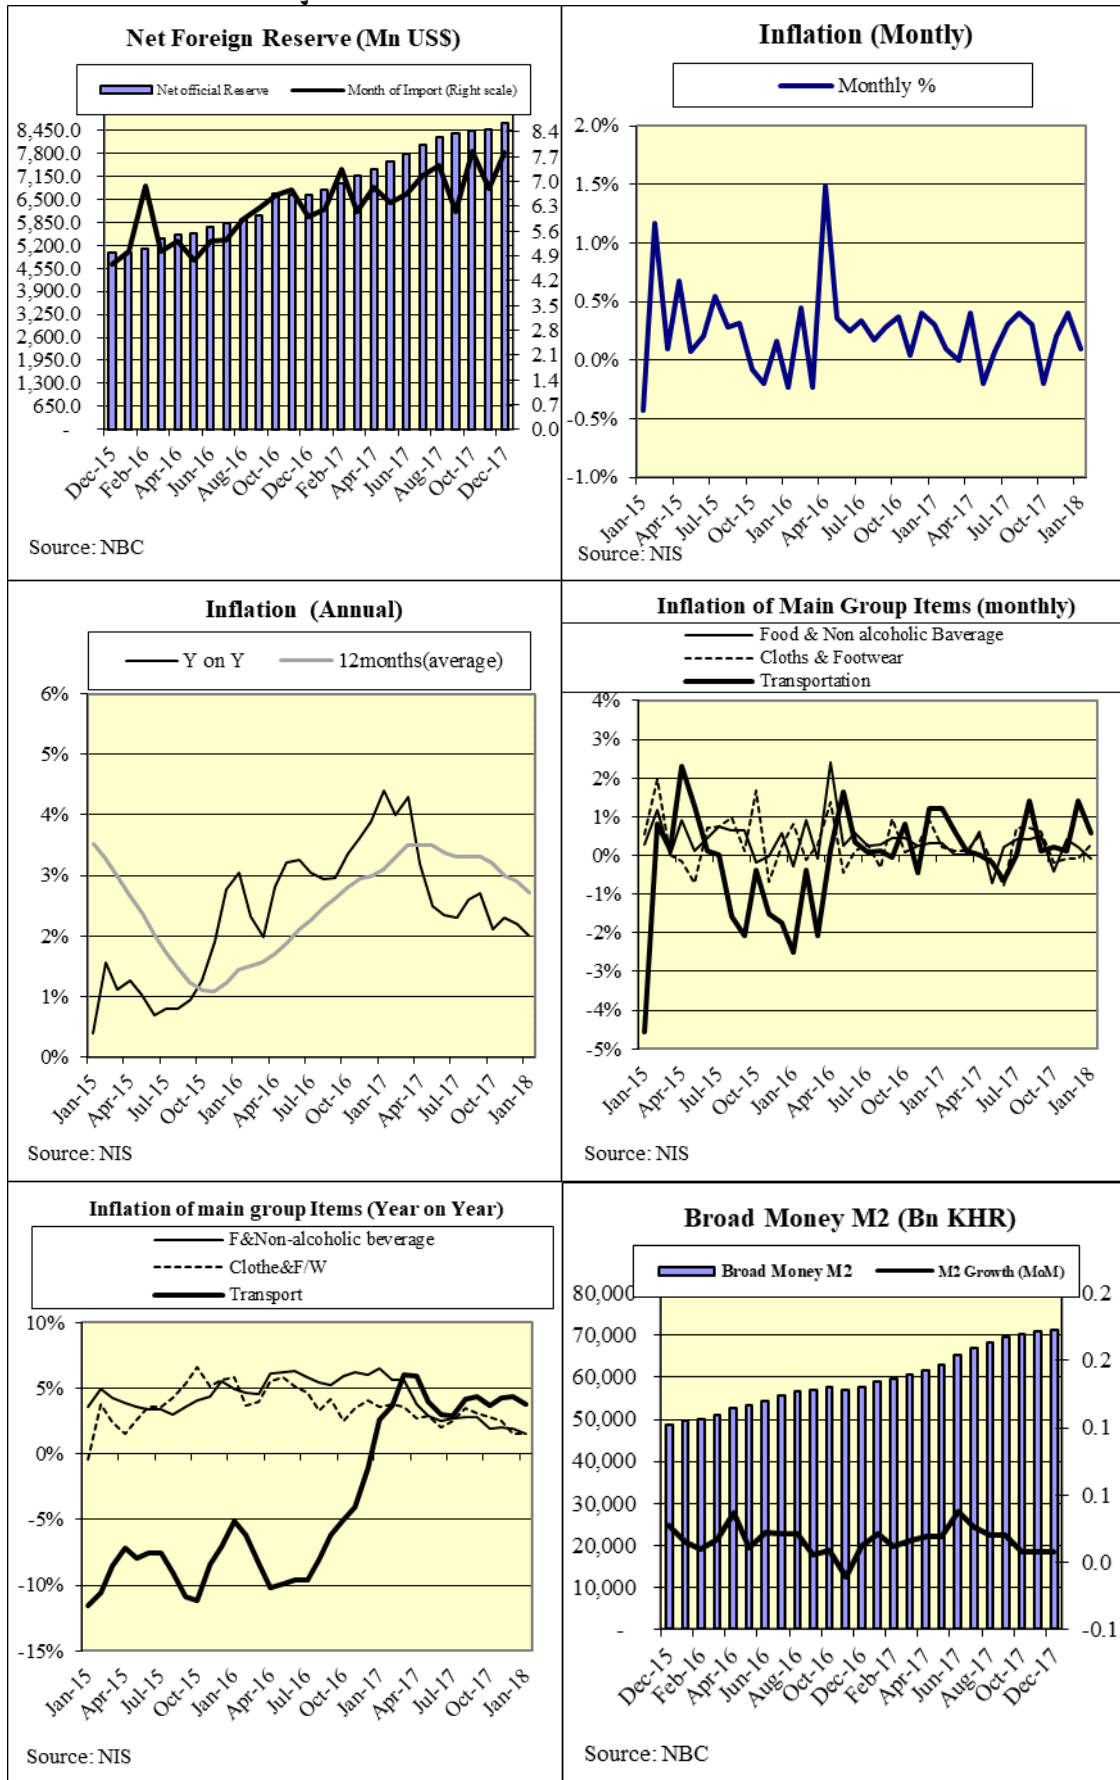 Net Foreign Reserve (Mn US$)
Net official Reserve
Month of Import (Right scale)
8,450.0
7,800.0
7,150.0
6,500.0
5,850.0
5,200.0
4,550.0
3,900.0
3,250.0
2,600.0
1,950.0
1,300.0
650.0
-
8.4
7.7
7.0
6.3
5.6
4.9
4.2
3.5
2.8
2.1
1.4
0.7
0.0
Dec-15
Feb-16
Apr-16
Jun-16
Aug-16
Oct-16
Dec-16
Feb-17
Apr-17
Jun-17
Aug-17
Oct-17
Dec-17
Source: NBC
Inflation (Montly)
Monthly %
2.0%
1.5%
1.0%
0.5%
0.0%
-0.5%
-1.0%
Jan-15
Apr-15
Jul-15
Oct-15
Jan-16
Apr-16
Jul-16
Oct-16
Jan-17
Apr-17
Jul-17
Oct-17
Jan-18
Source: NIS
Inflation (Annual)
Y on Y
12months(average)
6%
5%
4%
3%
2%
1%
0%
Jan-15
Apr-15
Jul-15
Oct-15
Jan-16
Apr-16
Jul-16
Oct-16
Jan-17
Apr-17
Jul-17
Oct-17
Jan-18
Source: NIS
Inflation of Main Group Items (monthly)
Food & Non alcoholic Baverage
Cloths & Footwear
Transportation
4%
3%
2%
1%
0%
-1%
-2%
-3%
-4%
-5%
Jan-15
Apr-15
Jul-15
Oct-15
Jan-16
Apr-16
Jul-16
Oct-16
Jan-17
Apr-17
Jul-17
Oct-17
Jan-18
Source: NIS
Inflation of main group Items (Year on Year)
F&Non-alcoholic beverage
Clothe&F/W
Transport
10%
5%
0%
-5%
-10%
-15%
Jan-15
Apr-15
Jul-15
Oct-15
Jan-16
Apr-16
Jul-16
Oct-16
Jan-17
Apr-17
Jul-17
Oct-17
Jan-18
Source: NIS
Broad Money M2 (Bn KHR)
Broad Money M2
M2 Growth (MoM)
80,000
70,000
60,000
50,000
40,000
30,000
20,000
10,000
-
0.2
0.2
0.1
0.1
0.0
-0.1
Dec-15
Feb-16
Apr-16
Jun-16
Aug-16
Oct-16
Dec-16
Feb-17
Apr-17
Jun-17
Aug-17
Oct-17
Dec-17
Source: NBC